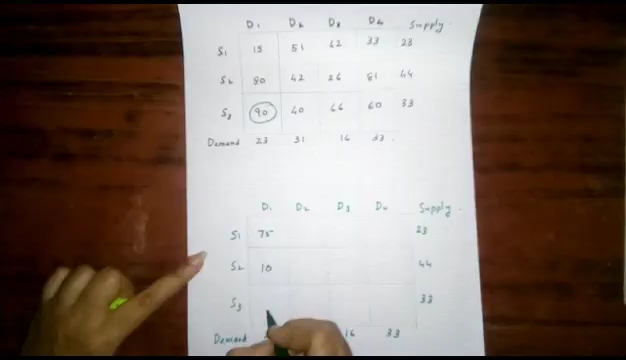 D1 D2 D3 D4 Supply.
S1 15 51 42 33 23
S2 80 42 26 81 44
S3 90 40 66 60 33
Demand 23 31 16 33.
D1 D2 D3 D4 Supply.
S1 75 23
S2 10 44
S3 33
Demand 16 33